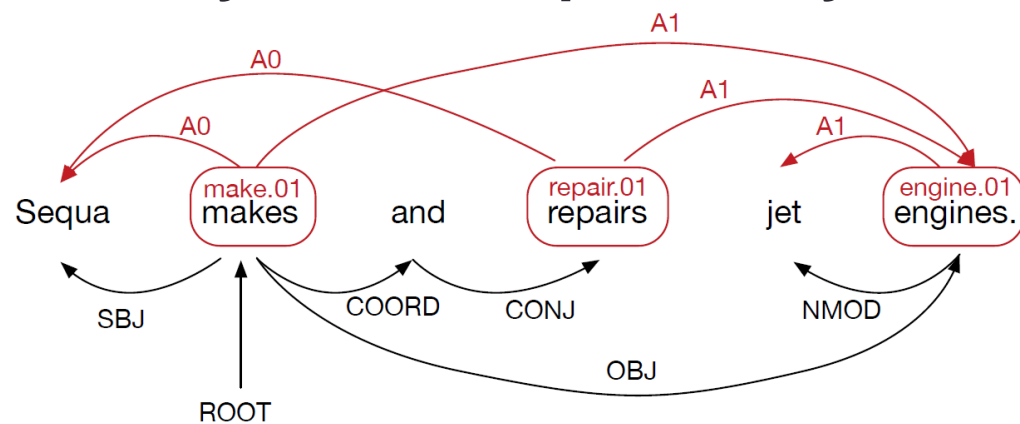 A1
A0
A1
A0
A1
make.01
repair.01
engine.01
Sequa makes and repairs jet engines.
SBJ
COORD
CONJ
NMOD
OBJ
ROOT